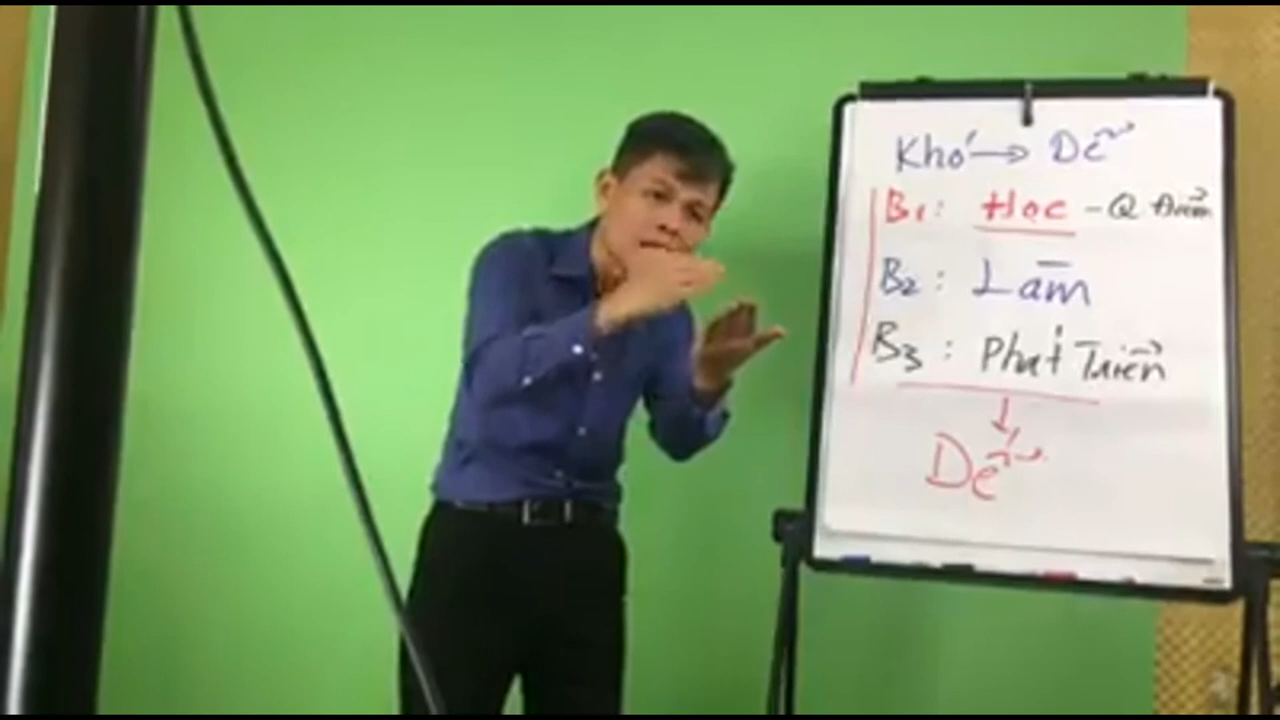 Khó → Dễ
B1: Học - Q Điểm
B2: Làm
B3: Phát Triển
↓
Dễ